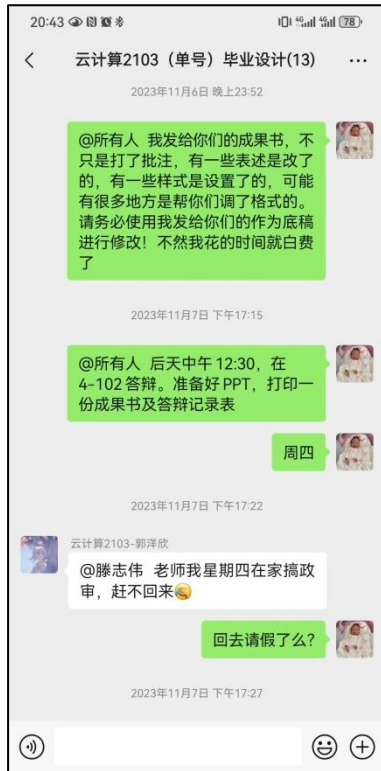 20:43
78
云计算2103（单号）毕业设计(13)
2023年11月6日 晚上23:52
@所有人 我发给你们的成果书，不
只是打了批注，有一些表述是改了
的，有一些样式是设置了的，可能
有很多地方是帮你们调了格式的。
请务必使用我发给你们的作为底稿
进行修改！不然我花的时间就白费
了
2023年11月7日 下午17:15
@所有人 后天中午 12:30，在
4-102 答辩。准备好 PPT，打印一
份成果书及答辩记录表
周四
2023年11月7日 下午17:22
云计算2103-郭洋欣
@滕志伟 老师我星期四在家搞政
审，赶不回来
回去请假了么？
2023年11月7日 下午17:27